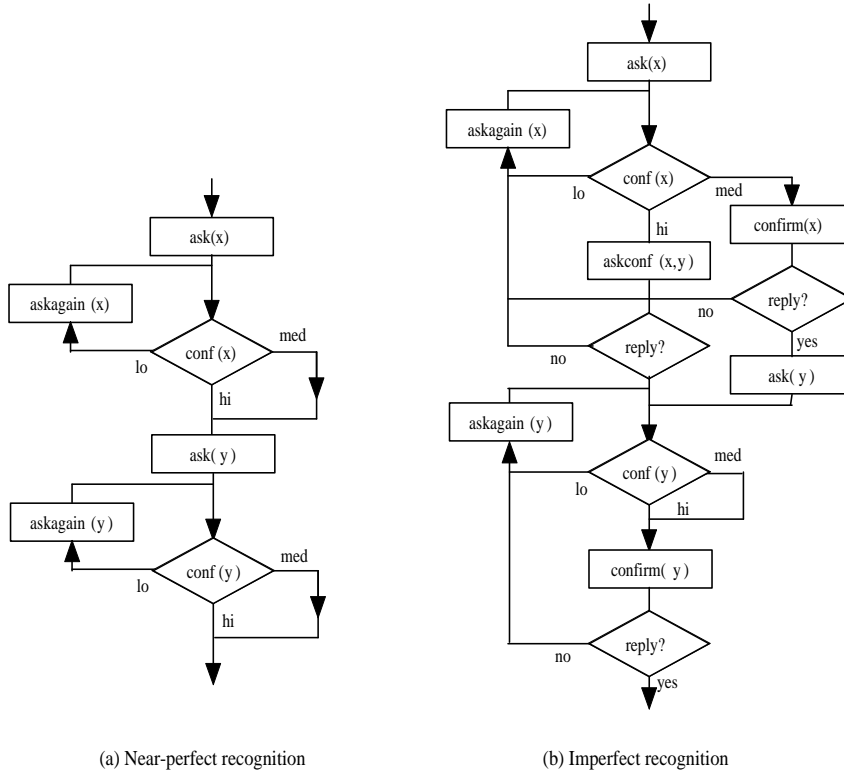 ask(x)
askagain (x)
conf (x)
lo
med
hi
ask( y )
askagain (y )
conf (y )
lo
med
hi
(a) Near-perfect recognition
ask(x)
askagain (x)
conf (x)
lo
med
hi
confirm(x)
askconf (x,y )
reply?
no
yes
reply?
no
ask( y )
askagain (y )
conf (y )
lo
med
hi
confirm( y )
reply?
no
yes
(b) Imperfect recognition